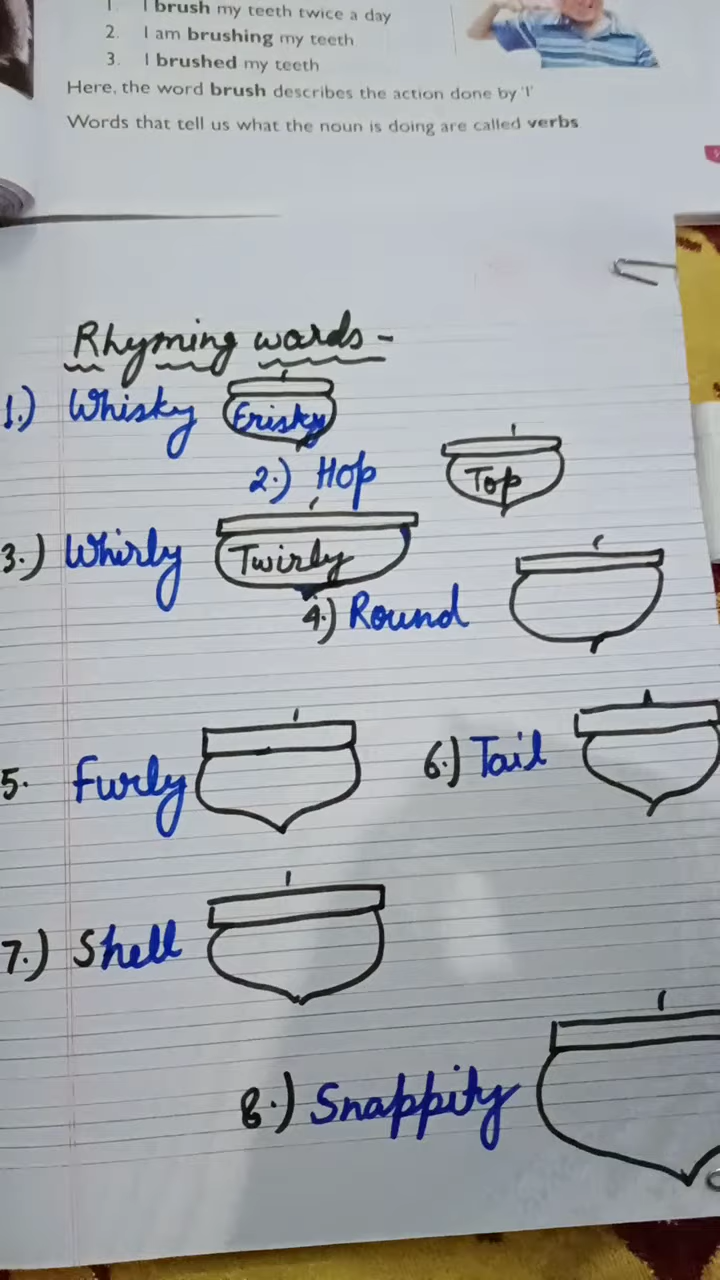 1. I brush my teeth twice a day
2. I am brushing my teeth
3. I brushed my teeth
Here, the word brush describes the action done by 'I'
Words that tell us what the noun is doing are called verbs
Rhyming words-
1.) Whisky Erisky
2.) Hop Top
3.) Whirly Twirly
4.) Round
5. Furly
6.) Tail
7.) Shell
8.) Snappity